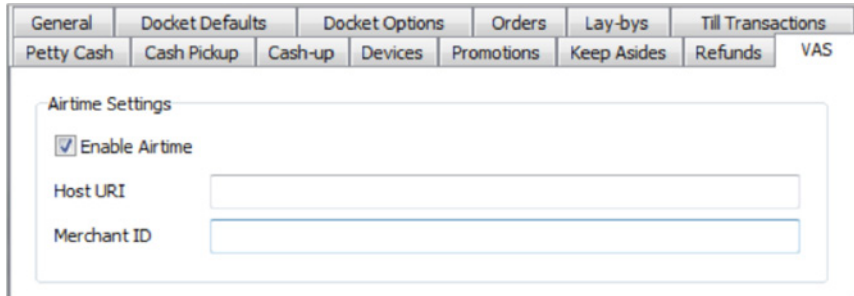 General Docket Defaults Docket Options Orders Lay-bys Till Transactions
Petty Cash Cash Pickup Cash-up Devices Promotions Keep Asides Refunds VAS
Airtime Settings
Enable Airtime
Host URI
Merchant ID